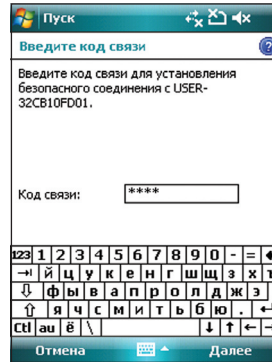 Пуск
Введите код связи
?
Введите код связи для установления
безопасного соединения с USER-
32CB10FD01.
Код связи: ****
123 1 2 3 4 5 6 7 8 9 0 - =
й ц у к е н г ш щ з х
ф ы в а п р о л д ж э
я ч с м и т ь б ю .
Ctl au ё \
Отмена Далее